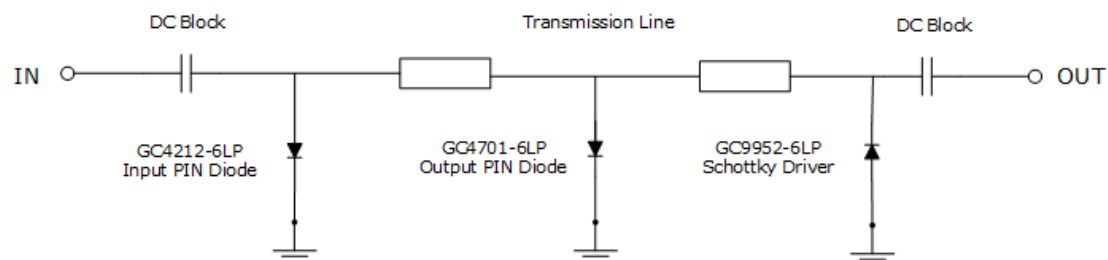 DC Block
Transmission Line
DC Block
IN
OUT
GC4212-6LP
Input PIN Diode
GC4701-6LP
Output PIN Diode
GC9952-6LP
Schottky Driver